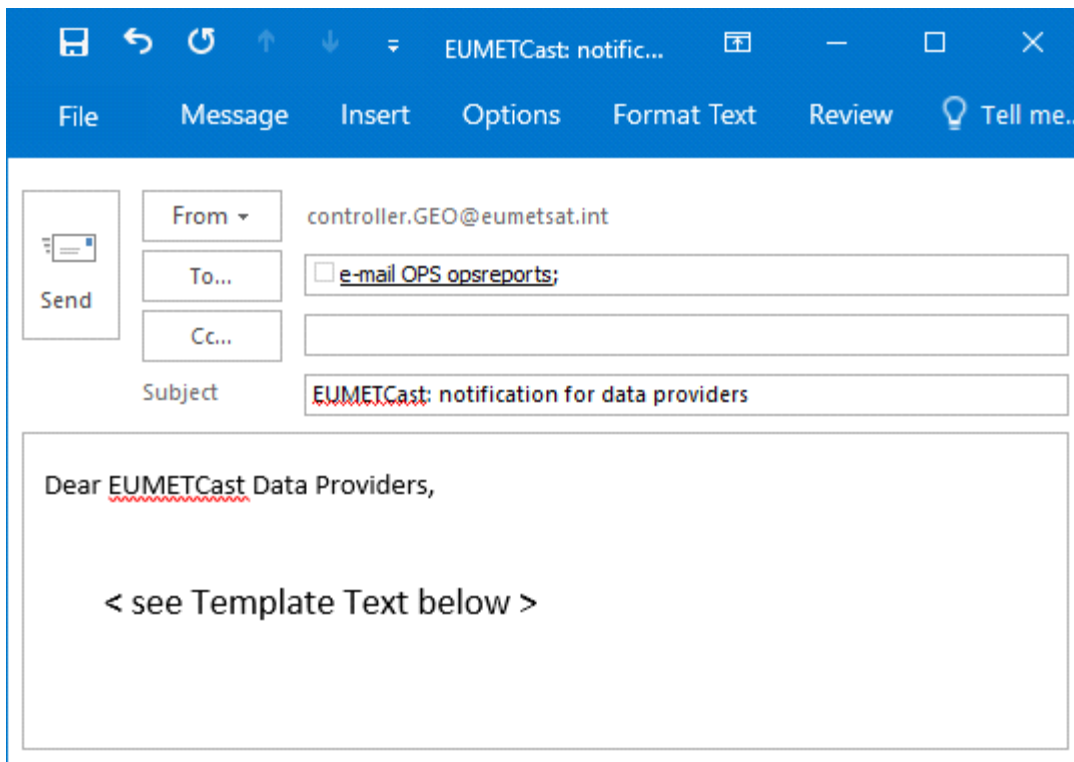 EUMETCast: notific...
File Message Insert Options Format Text Review Tell me..
From controller.GEO@eumetsat.int
To... e-mail OPS opsreports;
Send
Cc...
Subject EUMETCast: notification for data providers
Dear EUMETCast Data Providers,
< see Template Text below >